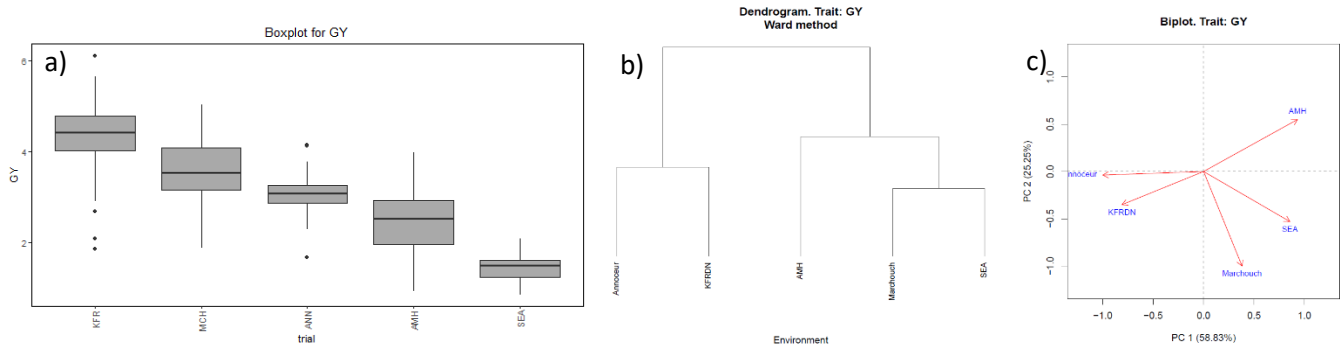 a)
Boxplot for GY
GY
6
4
2
KFR
MCH
ANN
AMH
SEA
trial
b)
Dendrogram. Trait: GY
Ward method
Annoceur
KFRDN
AMH
Marchouch
SEA
Environment
c)
Biplot. Trait: GY
PC 2 (25.25%)
1.0
0.5
0.0
−0.5
−1.0
AMH
nnoceur
KFRDN
SEA
Marchouch
−1.0
−0.5
0.0
0.5
1.0
PC 1 (58.83%)